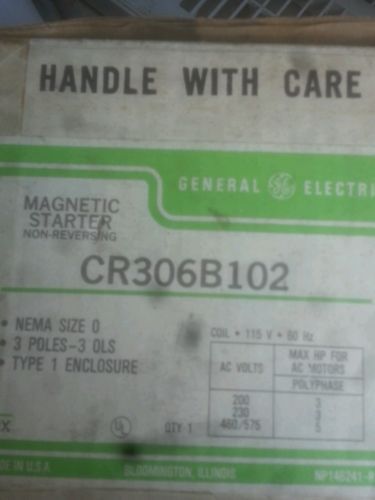 HANDLE WITH CARE
GENERAL ELECTRI
MAGNETIC
STARTER
NON-REVERSING
CR306B102
• NEMA SIZE 0
• 3 POLES-3 OLS
• TYPE 1 ENCLOSURE
COIL • 115 V • 60 Hz
AC VOLTS MAX HP FOR AC MOTORS
POLYPHASE
200 3
230 3
460/575 5
UL
QTY 1
DE IN U.S.A.
BLOOMINGTON, ILLINOIS